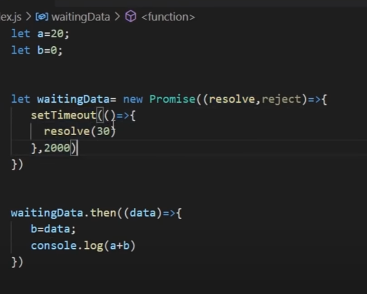 ex.js > waitingData > <function>
let a=20;
let b=0;
let waitingData= new Promise((resolve,reject)=>{
setTimeout(()=>{
resolve(30)
},2000)
})
waitingData.then((data)=>{
b=data;
console.log(a+b)
})